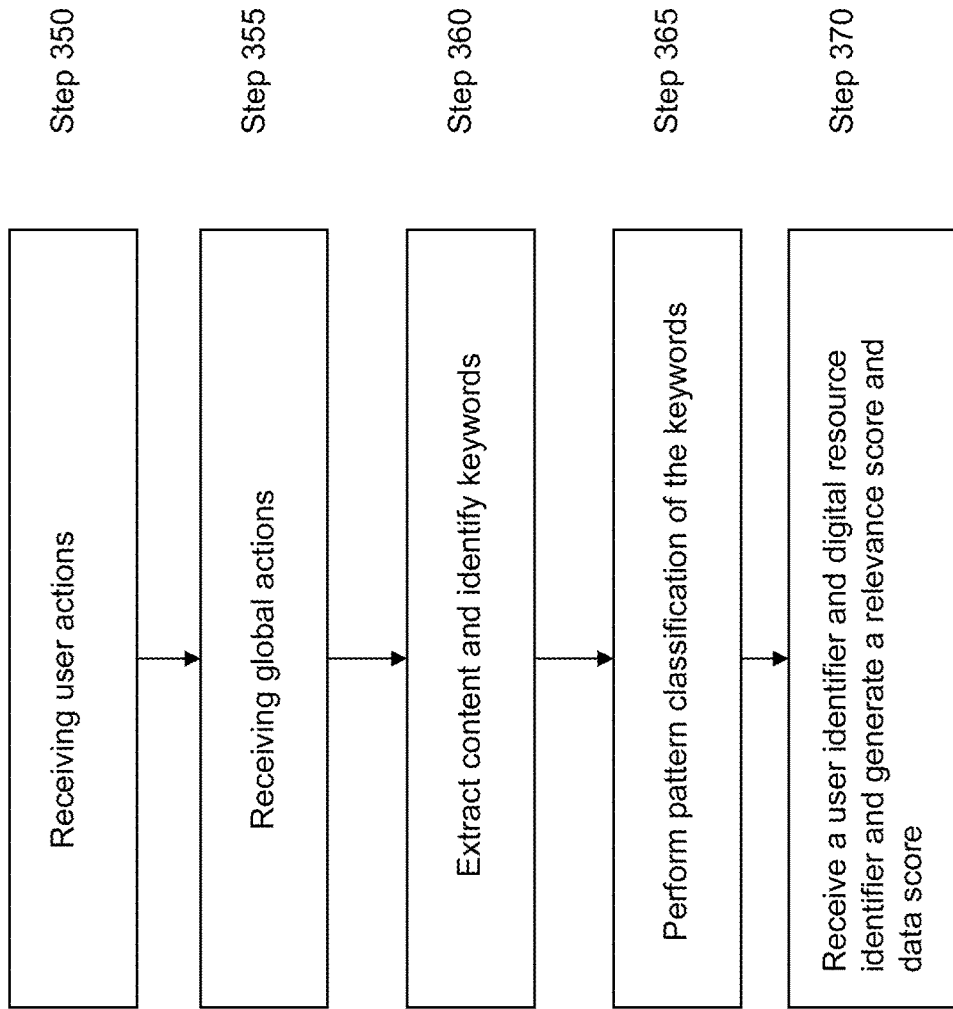 Receiving user actions
Step 350
Receiving global actions
Step 355
Extract content and identify keywords
Step 360
Perform pattern classification of the keywords
Step 365
Receive a user identifier and digital resource
identifier and generate a relevance score and
data score
Step 370